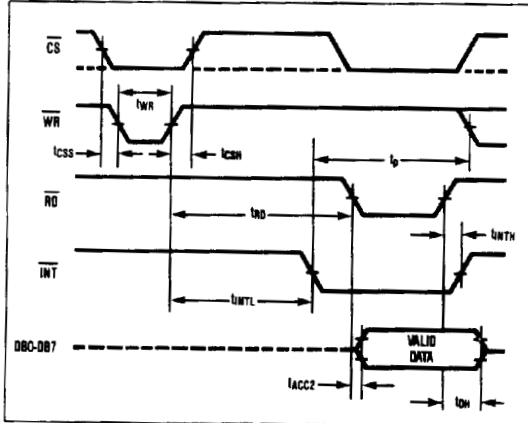 CS
tWR
WR
tCSS
tCSH
tp
RD
tRD
tINTH
INT
tINTL
DB0-DB7
VALID
DATA
tACC2
tDH